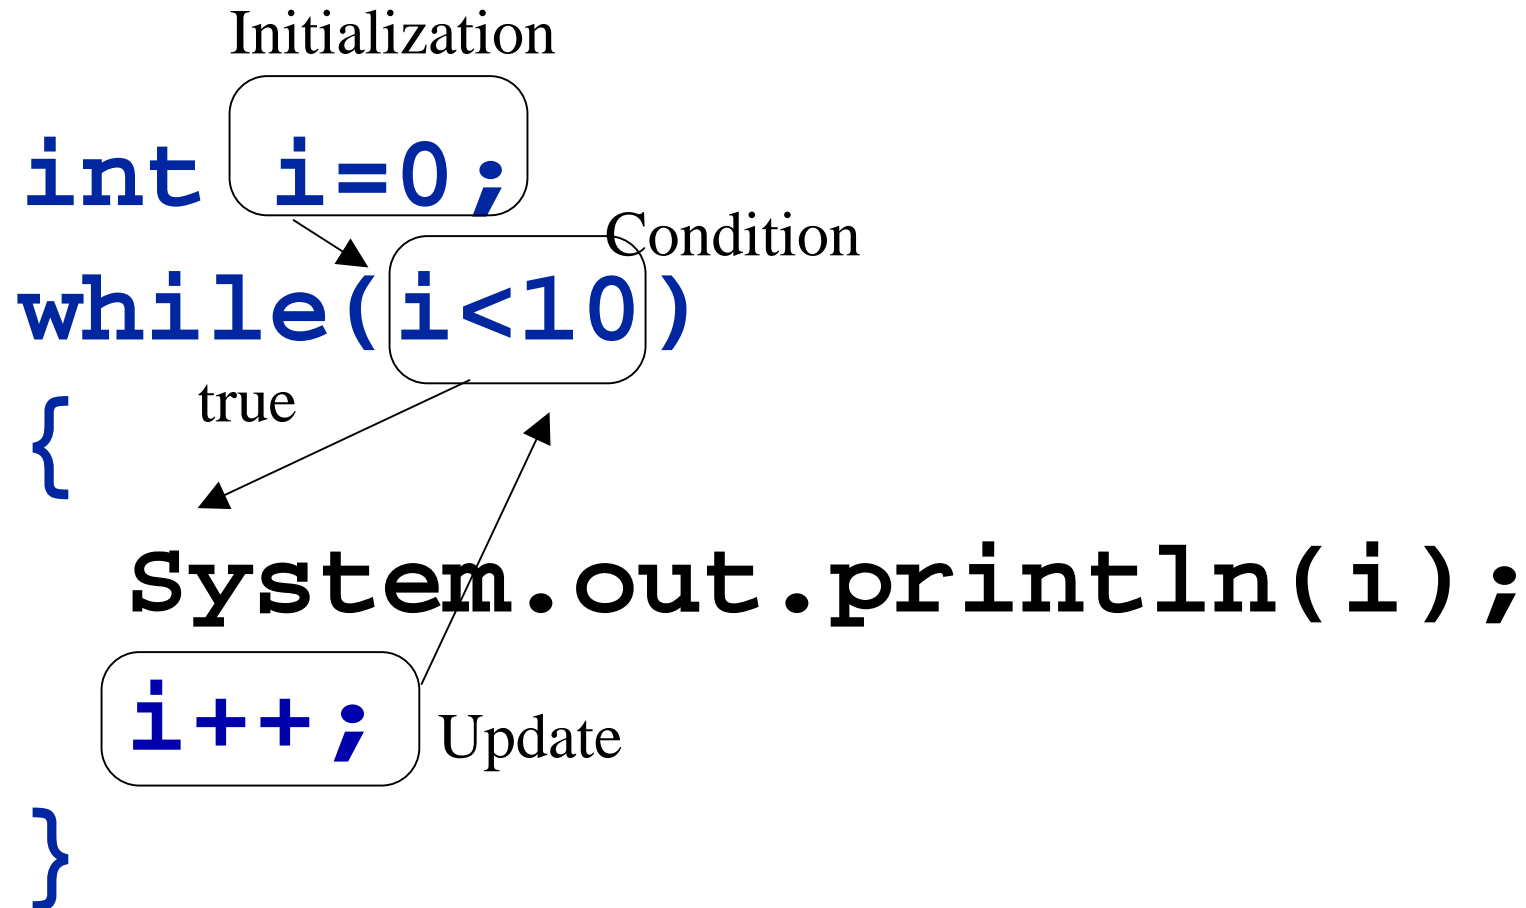 Initialization
int i=0;
Condition
while(i<10)
true
{
System.out.println(i);
i++;
Update
}